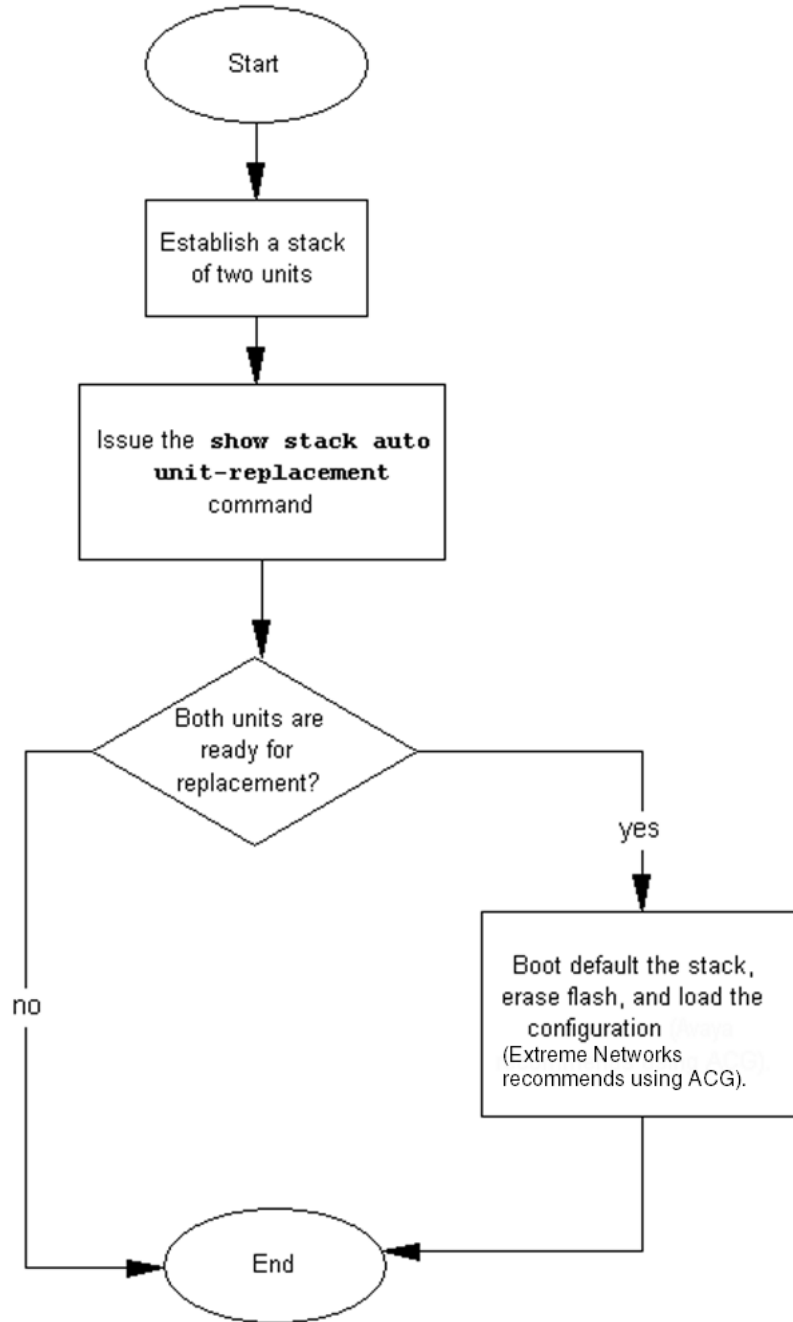 Start
Establish a stack
of two units
Issue the show stack auto
unit-replacement
command
Both units are
ready for
replacement?
yes
no
Boot default the stack,
erase flash, and load the
configuration
(Extreme Networks
recommends using ACG).
End